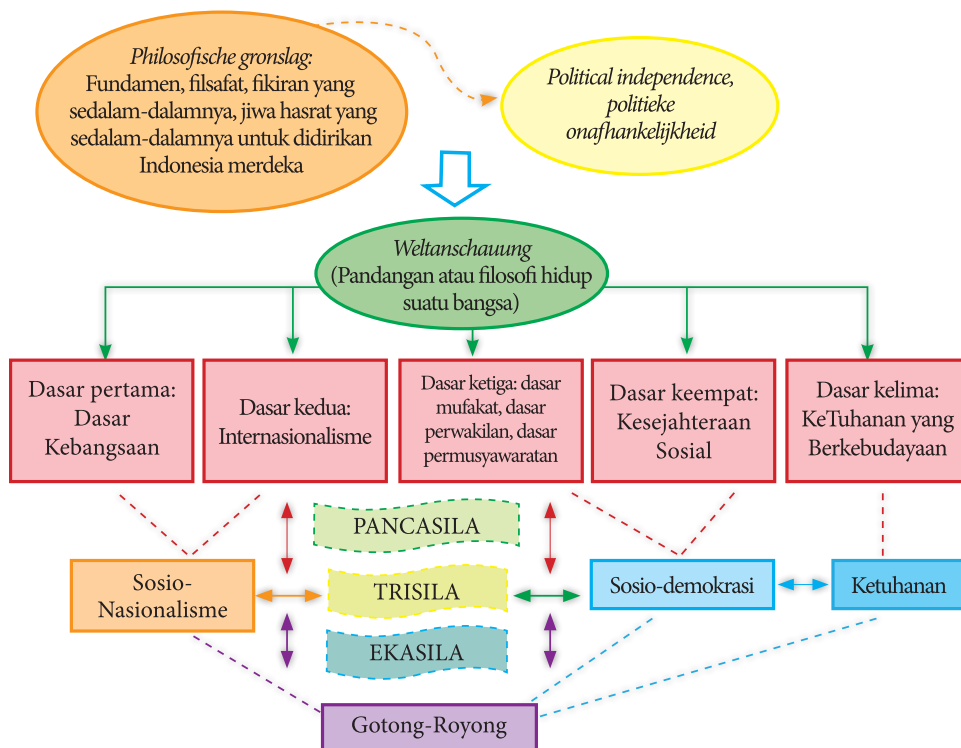 Philosofische gronslag:
Fundamen, filsafat, fikiran yang
sedalam-dalamnya, jiwa hasrat yang
sedalam-dalamnya untuk didirikan
Indonesia merdeka
Political independence,
politieke
onafhankelijkheid
Weltanschauung
(Pandangan atau filosofi hidup
suatu bangsa)
Dasar pertama:
Dasar
Kebangsaan
Dasar kedua:
Internasionalisme
Dasar ketiga: dasar
mufakat, dasar
perwakilan, dasar
permusyawaratan
Dasar keempat:
Kesejahteraan
Sosial
Dasar kelima:
KeTuhanan yang
Berkebudayaan
PANCASILA
Sosio-
Nasionalisme
TRISILA
Sosio-demokrasi
Ketuhanan
EKASILA
Gotong-Royong